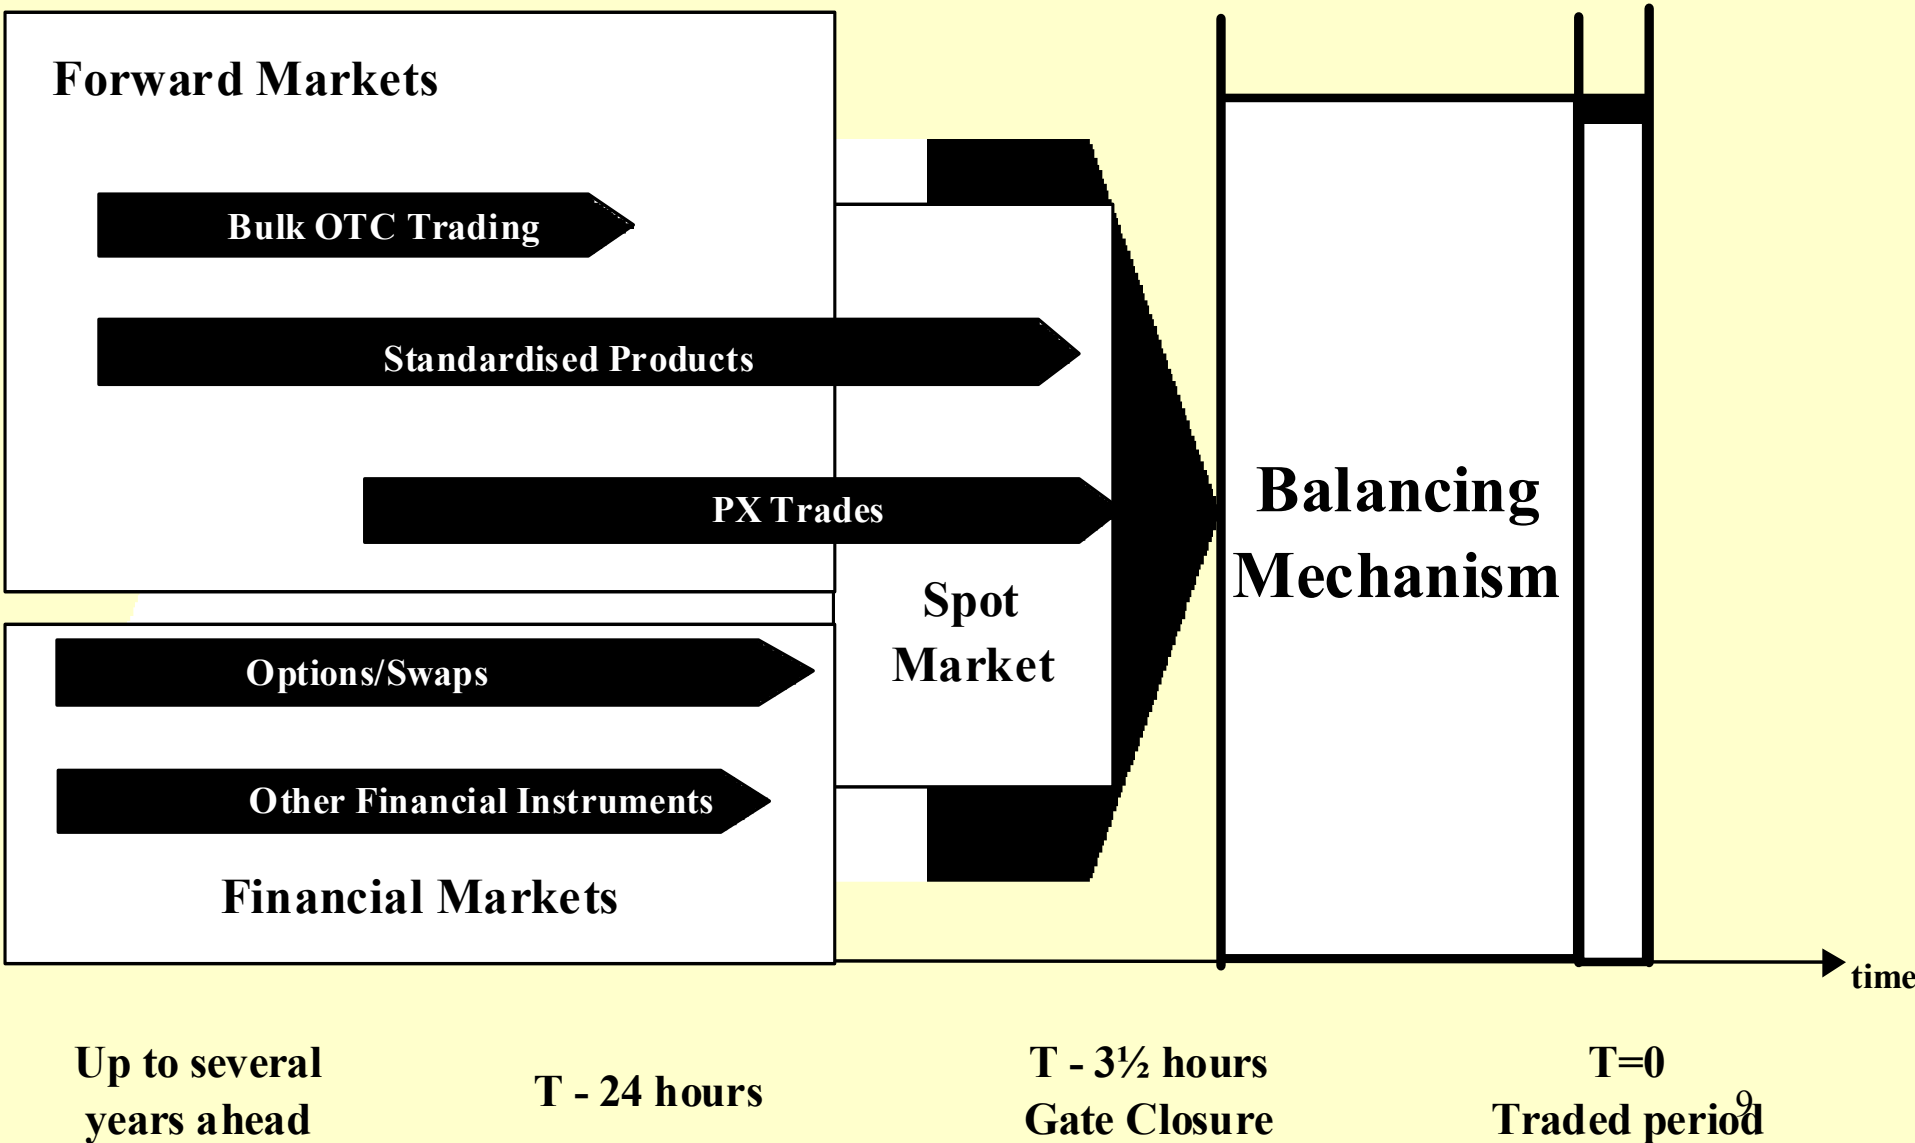 Forward Markets
Bulk OTC Trading
Standardised Products
PX Trades
Spot
Market
Options/Swaps
Other Financial Instruments
Financial Markets
Balancing
Mechanism
time
Up to several
years ahead
T - 24 hours
T - 3½ hours
Gate Closure
T=0
Traded period
9